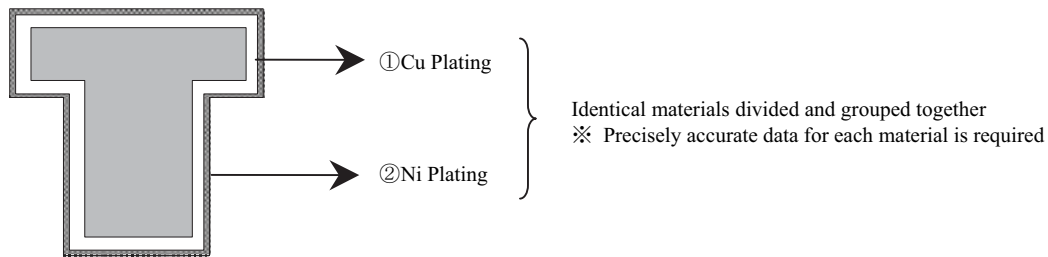 ①Cu Plating
Identical materials divided and grouped together
※ Precisely accurate data for each material is required
②Ni Plating